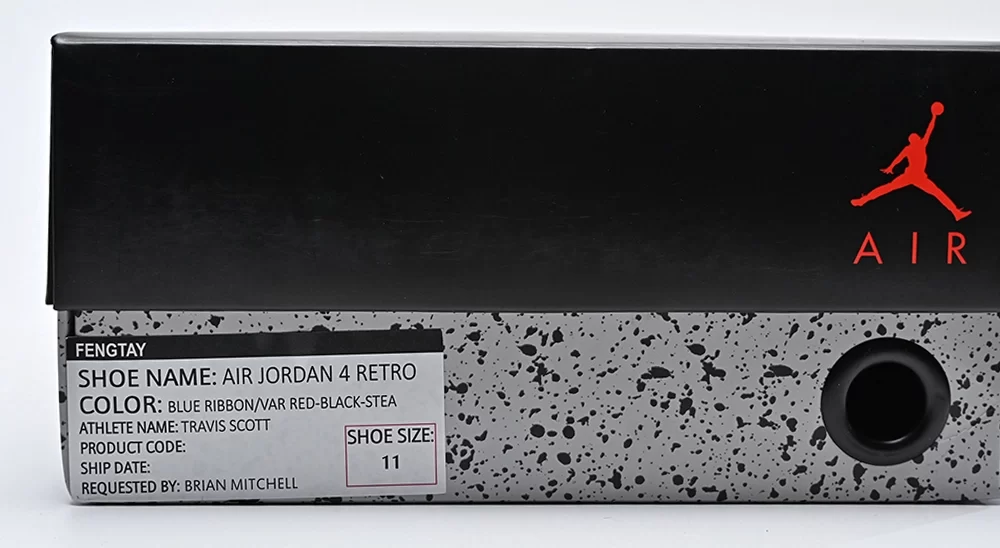 AIR
FENGTAY
SHOE NAME: AIR JORDAN 4 RETRO
COLOR: BLUE RIBBON/VAR RED-BLACK-STEA
ATHLETE NAME: TRAVIS SCOTT
PRODUCT CODE:
SHIP DATE:
REQUESTED BY: BRIAN MITCHELL
SHOE SIZE:
11